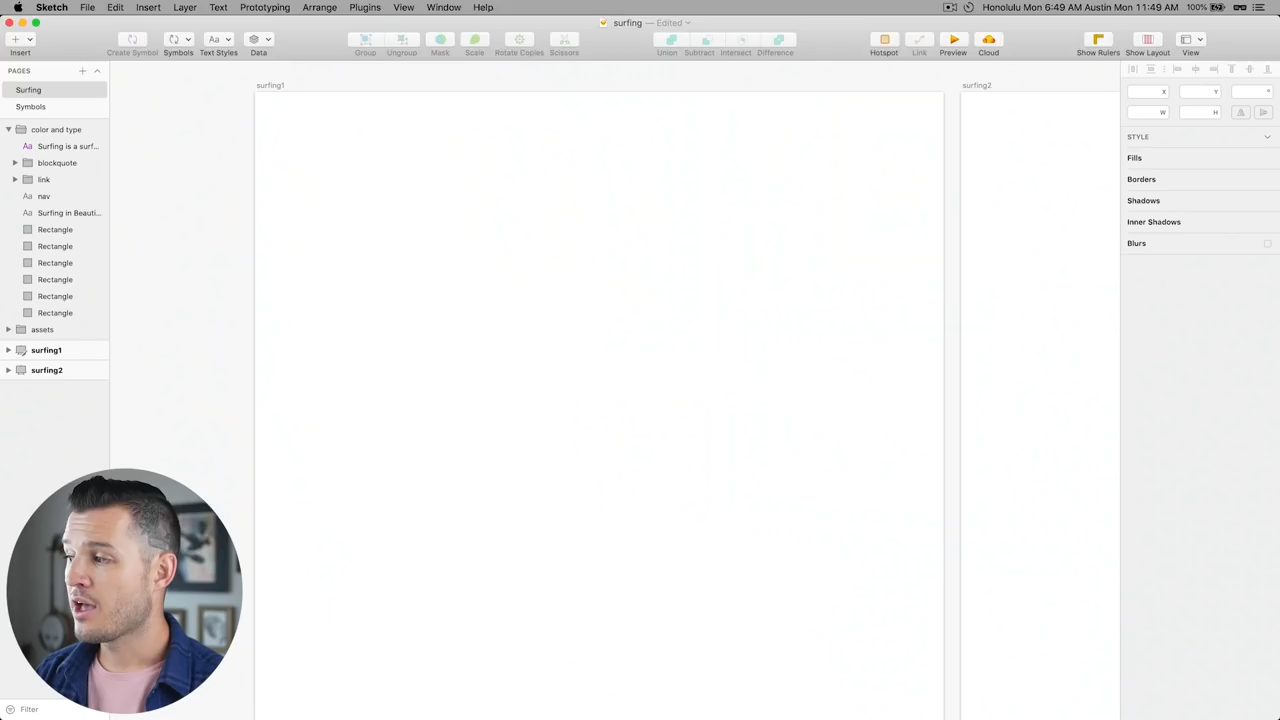 Sketch File Edit Insert Layer Text Prototyping Arrange Plugins View Window Help Honolulu Mon 6:49 AM Austin Mon 11:49 AM 100%
surfing — Edited
Insert Create Symbol Symbols Text Styles Data Group Ungroup Mask Scale Rotate Copies Scissors Union Subtract Intersect Difference Hotspot Link Preview Cloud Show Rulers Show Layout View
PAGES
Surfing
Symbols
color and type
Aa Surfing is a surf...
blockquote
link
Aa nav
Aa Surfing in Beauti...
Rectangle
Rectangle
Rectangle
Rectangle
Rectangle
Rectangle
assets
surfing1
surfing2
Filter
surfing1
surfing2
X Y °
W H
STYLE
Fills
Borders
Shadows
Inner Shadows
Blurs